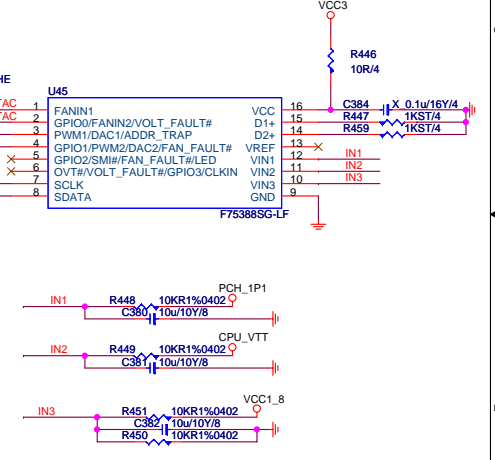 VCC3
R446
10R/4
HE
U45
TAC 1 FANIN1 VCC 16 C384 X_0.1u/16Y/4
TAC 2 GPIO0/FANIN2/VOLT_FAULT# D1+ 15 R447 1KST/4
3 PWM1/DAC1/ADDR_TRAP D2+ 14 R459 1KST/4
4 GPIO1/PWM2/DAC2/FAN_FAULT# VREF 13
5 GPIO2/SMI#/FAN_FAULT#/LED VIN1 12 IN1
6 OVT#/VOLT_FAULT#/GPIO3/CLKIN VIN2 11 IN2
7 SCLK VIN3 10 IN3
8 SDATA GND 9
F75388SG-LF
PCH_1P1
IN1 R448 10KR1%0402
C380 10u/10Y/8
CPU_VTT
IN2 R449 10KR1%0402
C381 10u/10Y/8
VCC1_8
IN3 R451 10KR1%0402
C382 10u/10Y/8
R450 10KR1%0402